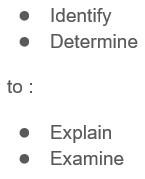 ● Identify
● Determine
to :
● Explain
● Examine